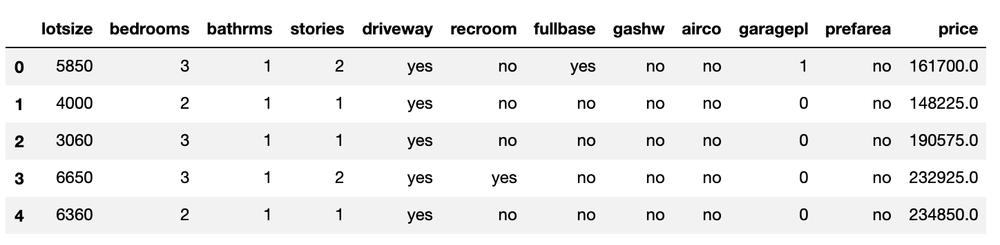 lotsize bedrooms bathrms stories driveway recroom fullbase gashw airco garagepl prefarea price
0 5850 3 1 2 yes no yes no no 1 no 161700.0
1 4000 2 1 1 yes no no no no 0 no 148225.0
2 3060 3 1 1 yes no no no no 0 no 190575.0
3 6650 3 1 2 yes yes no no no 0 no 232925.0
4 6360 2 1 1 yes no no no no 0 no 234850.0